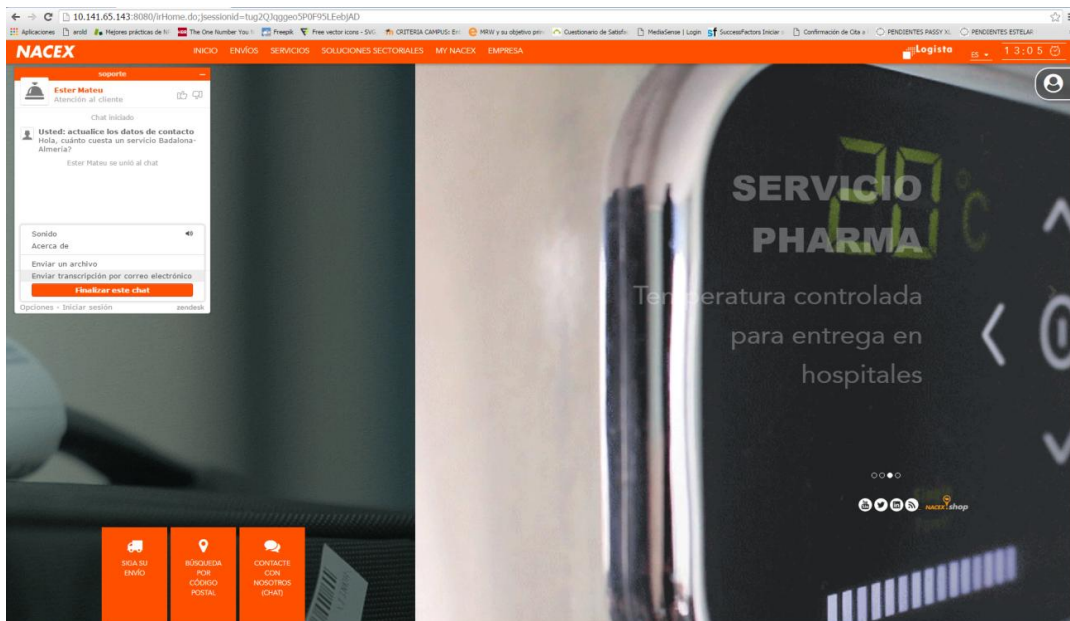 10.141.65.143:8080/irHome.do;jsessionid=tug2QJqggeo5P0F95LEebJAD
Aplicaciones arold Mejores prácticas de The One Number You Freepik Free vector icons - SVG CRITERIA CAMPUS: MRW y su objetivo Cuestionario de MediaSense | Login SuccessFactors Iniciar Confirmación de Cita PENDIENTES PASSY PENDIENTES ESTELAR
NACEX INICIO ENVÍOS SERVICIOS SOLUCIONES SECTORIALES MY NACEX EMPRESA Logista ES 13:05
soporte
Ester Mateu
Atención al cliente
Chat iniciado
Usted: actualice los datos de contacto
Hola, cuánto cuesta un servicio Badalona-
Almería?
Ester Mateu se unió al chat
Sonido
Acerca de
Enviar un archivo
Enviar transcripción por correo electrónico
Finalizar este chat
Opciones - Iniciar sesión zendesk
20 °C
SERVICIO
PHARMA
Temperatura controlada
para entrega en
hospitales
NACEX shop
SIGA SU
ENVÍO
BÚSQUEDA
POR
CÓDIGO
POSTAL
CONTACTE
CON
NOSOTROS
(CHAT)